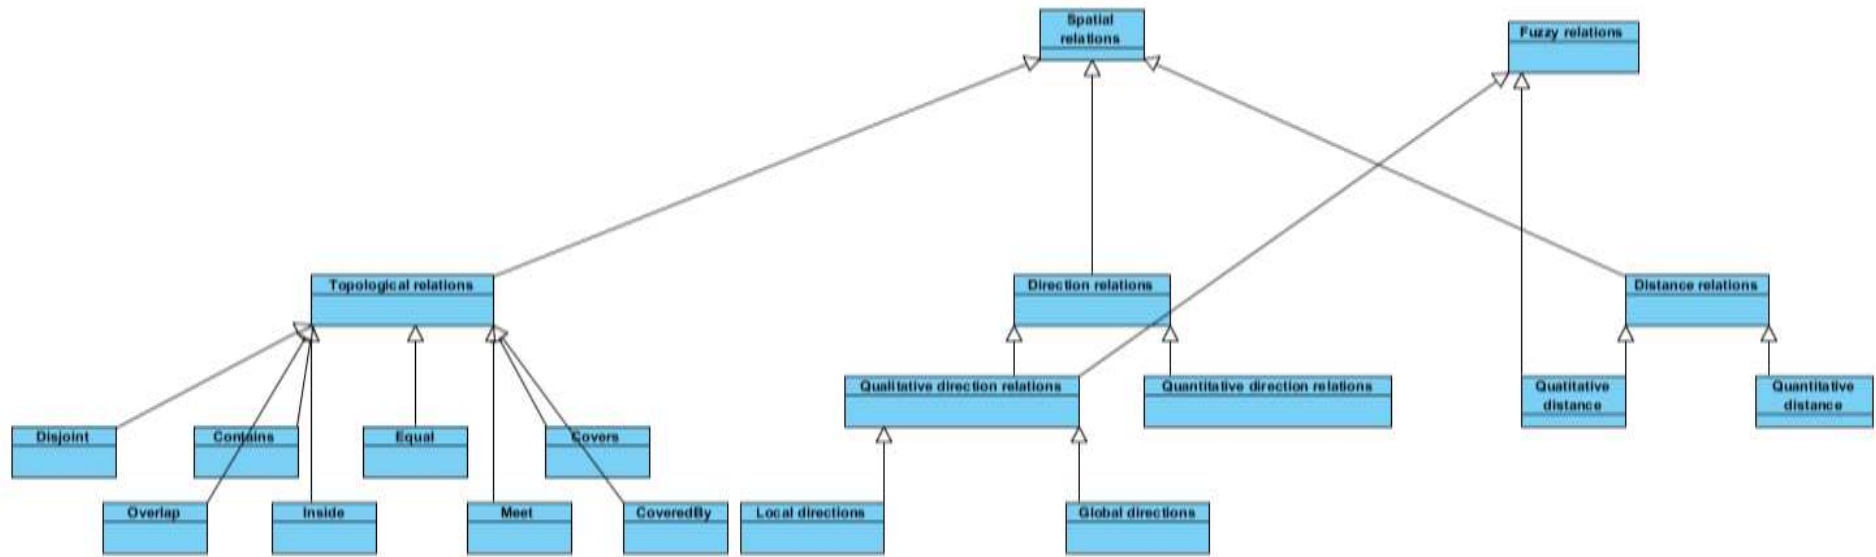 Spatial
relations
Fuzzy relations
Topological relations
Direction relations
Distance relations
Qualitative direction relations
Quantitative direction relations
Quatitative
distance
Quantitative
distance
Disjoint
Contains
Equal
Covers
Overlap
Inside
Meet
CoveredBy
Local directions
Global directions